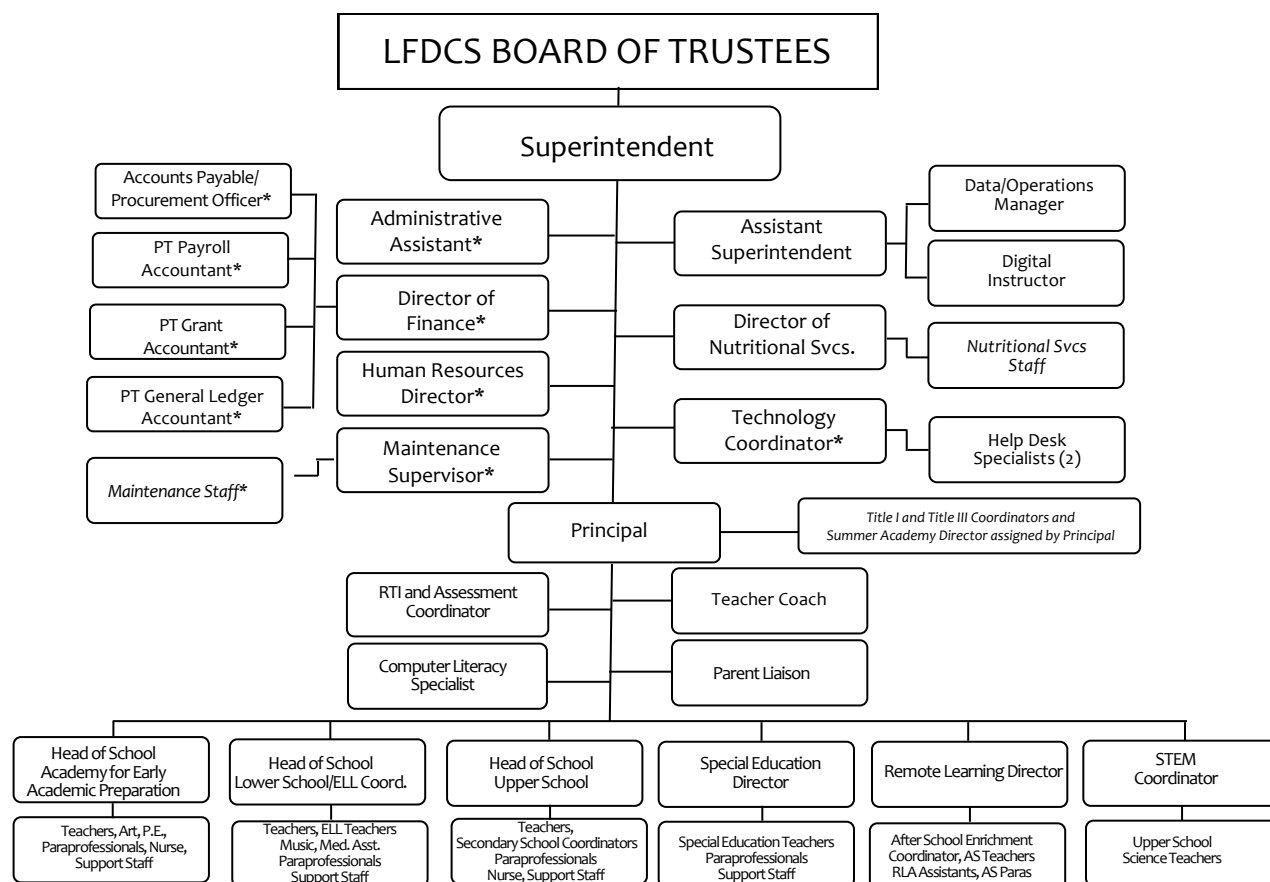 LFDCS BOARD OF TRUSTEES
Superintendent
Accounts Payable/
Procurement Officer*
PT Payroll
Accountant*
PT Grant
Accountant*
PT General Ledger
Accountant*
Maintenance Staff*
Administrative
Assistant*
Director of
Finance*
Human Resources
Director*
Maintenance
Supervisor*
Assistant
Superintendent
Director of
Nutritional Svcs.
Technology
Coordinator*
Data/Operations
Manager
Digital
Instructor
Nutritional Svcs
Staff
Help Desk
Specialists (2)
Principal
Title I and Title III Coordinators and
Summer Academy Director assigned by Principal
RTI and Assessment
Coordinator
Teacher Coach
Computer Literacy
Specialist
Parent Liaison
Head of School
Academy for Early
Academic Preparation
Head of School
Lower School/ELL Coord.
Head of School
Upper School
Special Education
Director
Remote Learning Director
STEM
Coordinator
Teachers, Art, P.E.,
Paraprofessionals, Nurse,
Support Staff
Teachers, ELL Teachers
Music, Med. Asst.
Paraprofessionals
Support Staff
Teachers,
Secondary School Coordinators
Paraprofessionals
Nurse, Support Staff
Special Education Teachers
Paraprofessionals
Support Staff
After School Enrichment
Coordinator, AS Teachers
RLA Assistants, AS Paras
Upper School
Science Teachers